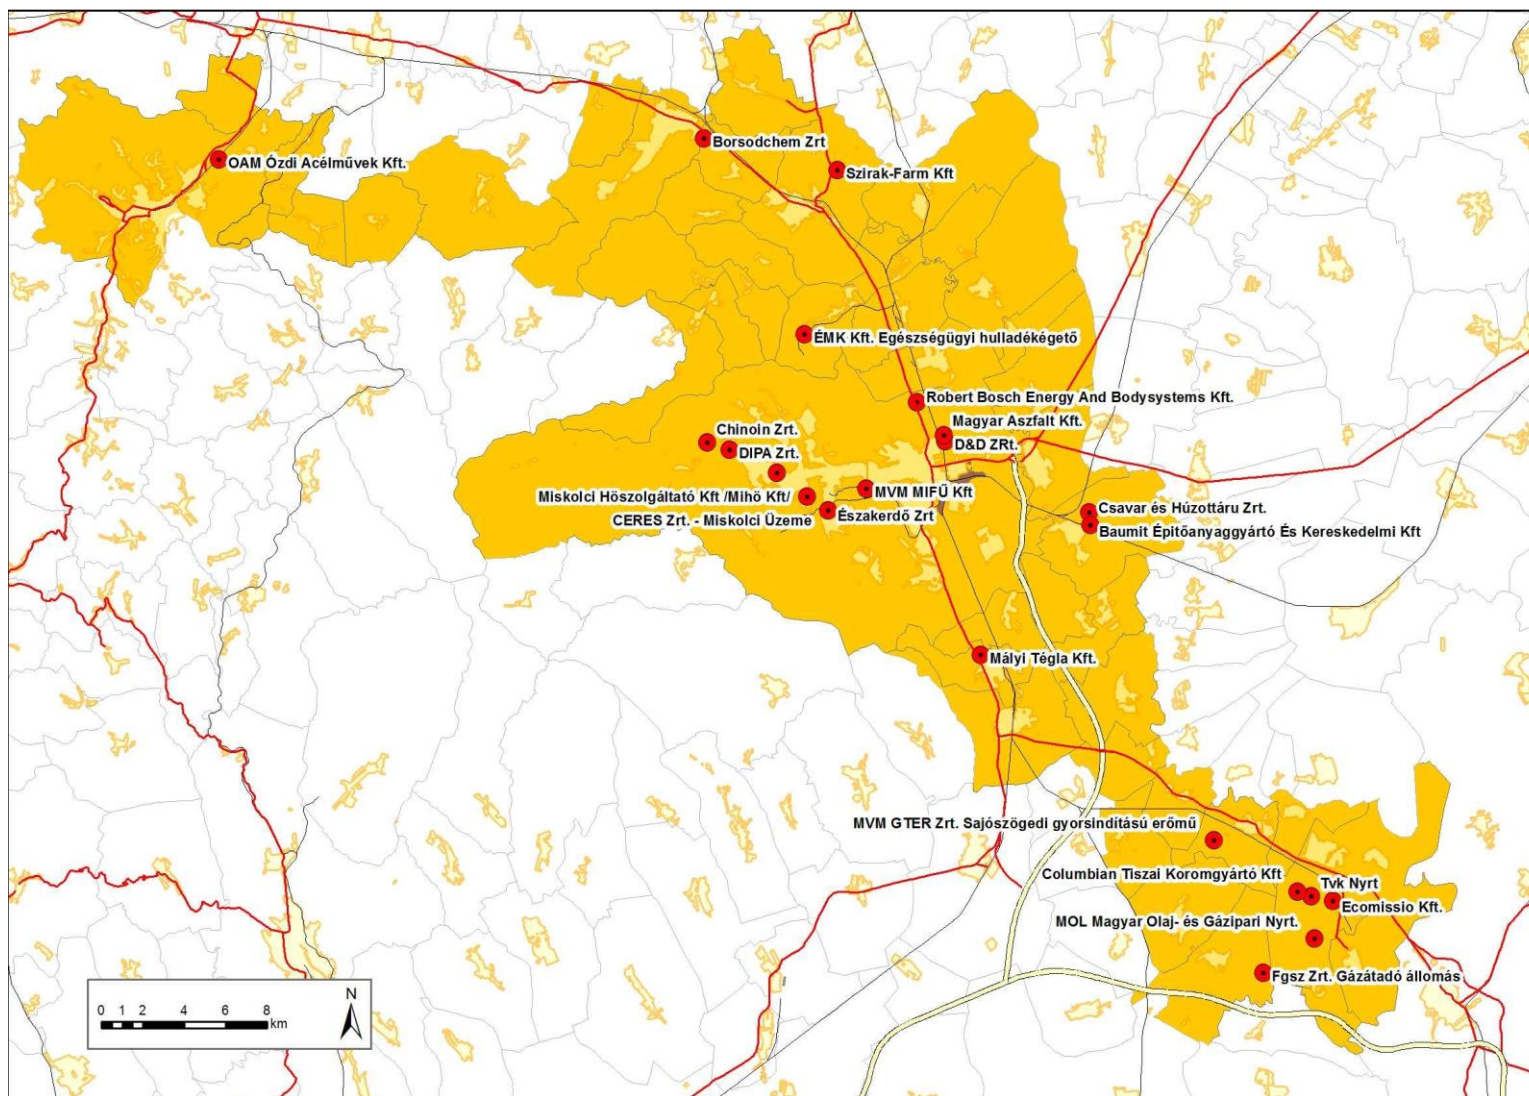 Borsodchem Zrt
OAM Ózdi Acélművek Kft.
Szirak-Farm Kft
ÉMK Kft. Egészségügyi hulladékégető
Robert Bosch Energy And Bodysystems Kft.
Magyar Aszfalt Kft.
Chinoin Zrt.
D&D ZRt.
DIPA Zrt.
MVM MIFŰ Kft
Miskolci Höszolgáltató Kft /Mihö Kft/
Csavar és Húzottáru Zrt.
Északerdő Zrt
CERES Zrt. - Miskolci Üzeme
Baumit Épitőanyaggyártó És Kereskedelmi Kft
Mályi Tégla Kft.
MVM GTER Zrt. Sajószögedi gyorsindítású erőmű
Columbian Tiszai Koromgyártó Kft
Tvk Nyrt
Ecomissio Kft.
MOL Magyar Olaj- és Gázipari Nyrt.
Fgsz Zrt. Gázátadó állomás
N
0 1 2 4 6 8
km